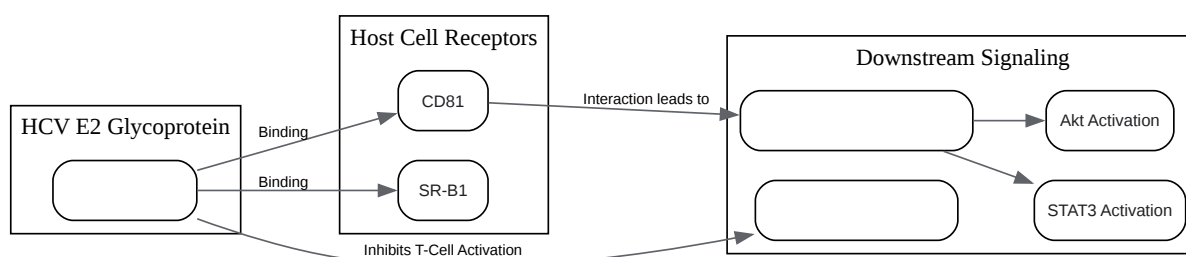 Host Cell Receptors
Downstream Signaling
CD81
Interaction leads to
HCV E2 Glycoprotein
Binding
Akt Activation
Binding
SR-B1
STAT3 Activation
Inhibits T-Cell Activation